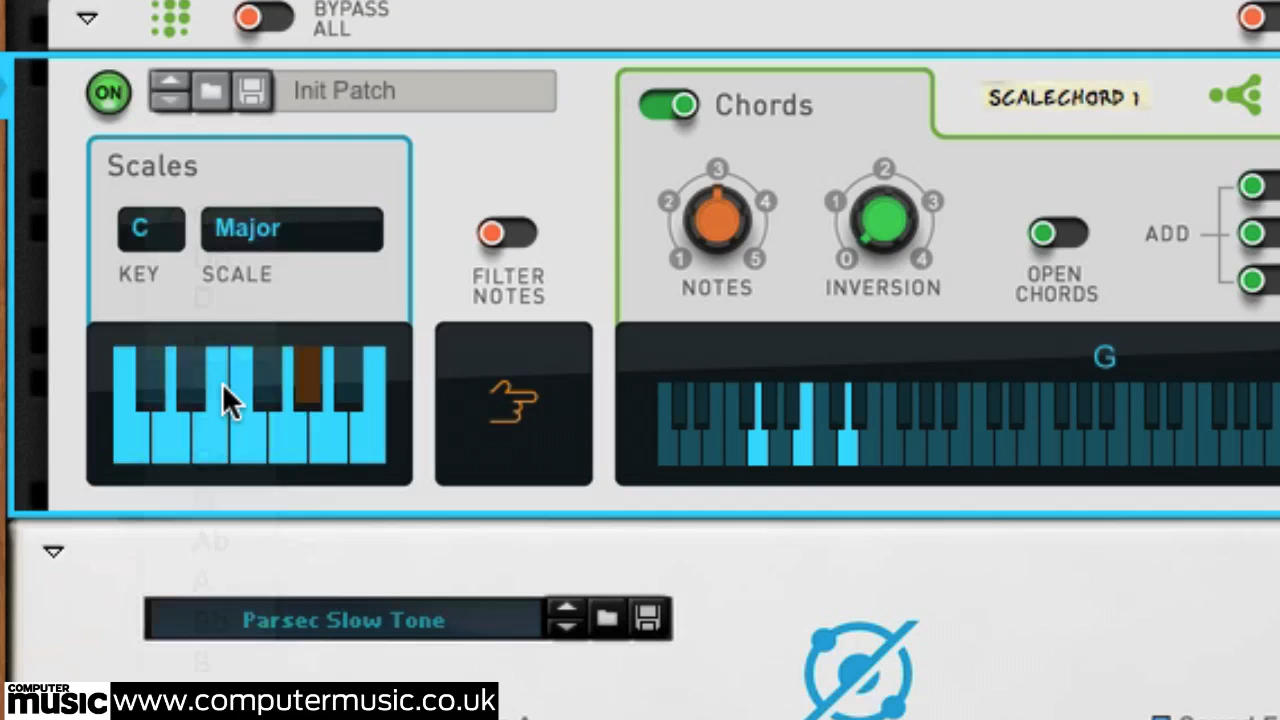 BYPASS
ALL
ON
Init Patch
Chords
SCALECHORD 1
Scales
C
Major
KEY
SCALE
FILTER
NOTES
1
2
3
4
5
NOTES
0
1
2
3
4
INVERSION
OPEN
CHORDS
ADD
G
D
Ab
A
B
Parsec Slow Tone
COMPUTER
music
www.computermusic.co.uk